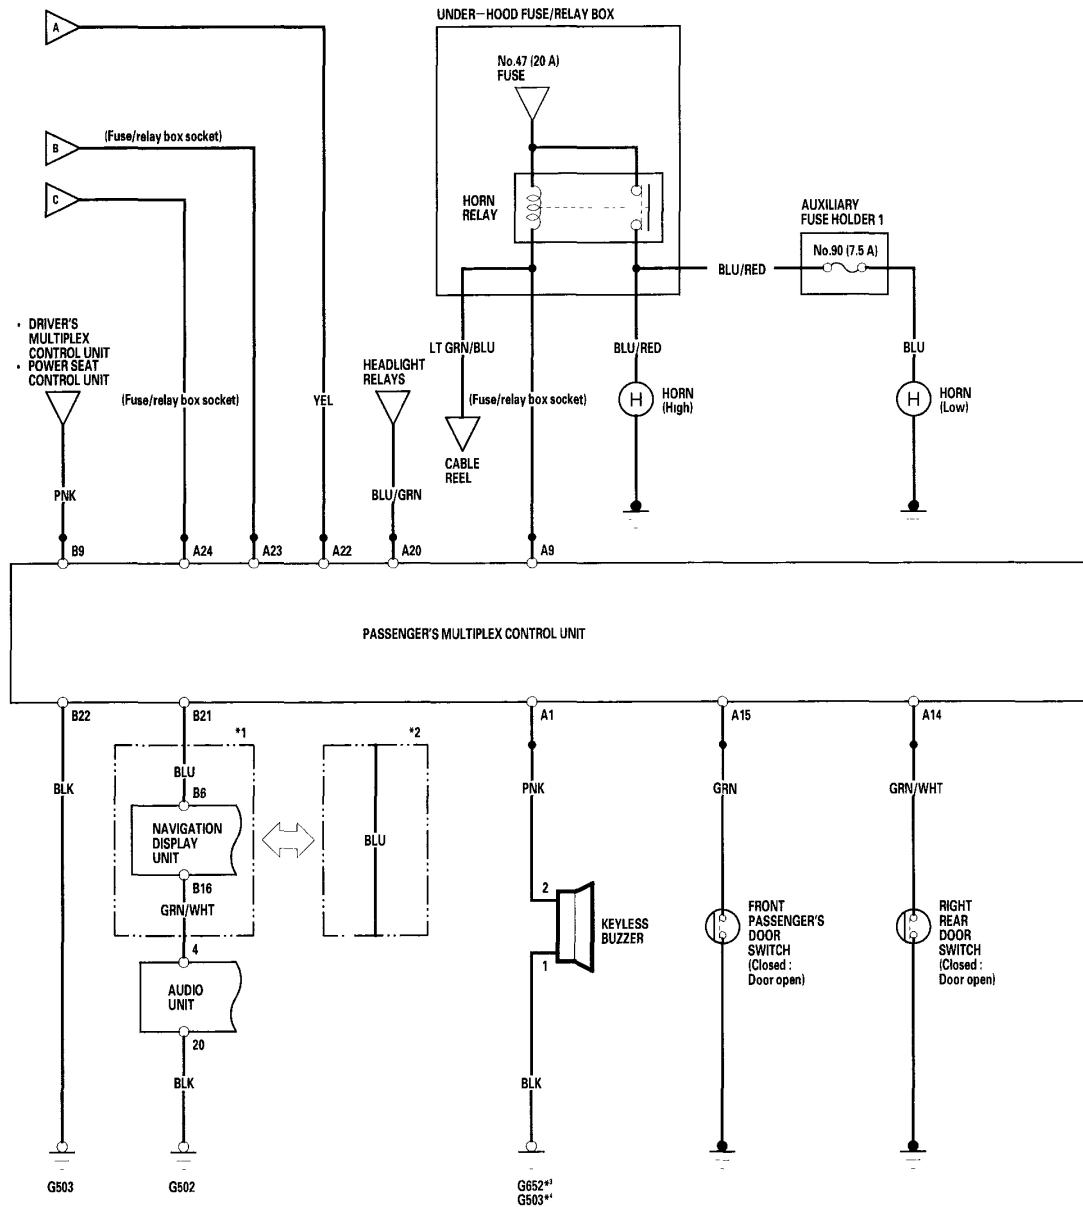 UNDER–HOOD FUSE/RELAY BOX
A
No.47 (20 A)
FUSE
B
(Fuse/relay box socket)
C
HORN
RELAY
AUXILIARY
FUSE HOLDER 1
No.90 (7.5 A)
BLU/RED
• DRIVER'S
MULTIPLEX
CONTROL UNIT
• POWER SEAT
CONTROL UNIT
HEADLIGHT
RELAYS
LT GRN/BLU
BLU/RED
BLU
(Fuse/relay box socket)
YEL
(Fuse/relay box socket)
H
HORN
(High)
H
HORN
(Low)
CABLE
REEL
PNK
BLU/GRN
B9
A24
A23
A22
A20
A9
PASSENGER'S MULTIPLEX CONTROL UNIT
B22
B21
A1
A15
A14
*1
*2
BLU
BLK
PNK
GRN
GRN/WHT
B6
NAVIGATION
DISPLAY
UNIT
BLU
B16
GRN/WHT
2
KEYLESS
BUZZER
1
FRONT
PASSENGER'S
DOOR
SWITCH
(Closed :
Door open)
RIGHT
REAR
DOOR
SWITCH
(Closed :
Door open)
4
AUDIO
UNIT
20
BLK
BLK
G503
G502
G652*3
G503*4